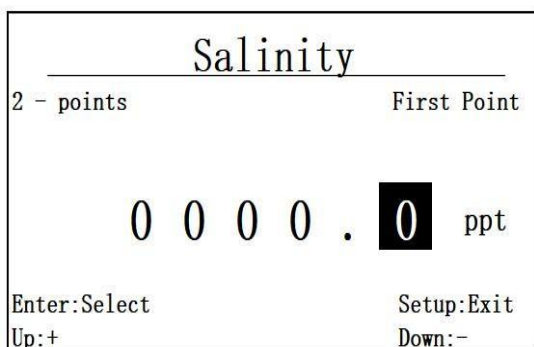 Salinity
2 - points First Point
0 0 0 0 . 0 ppt
Enter:Select Setup:Exit
Up:+ Down:-